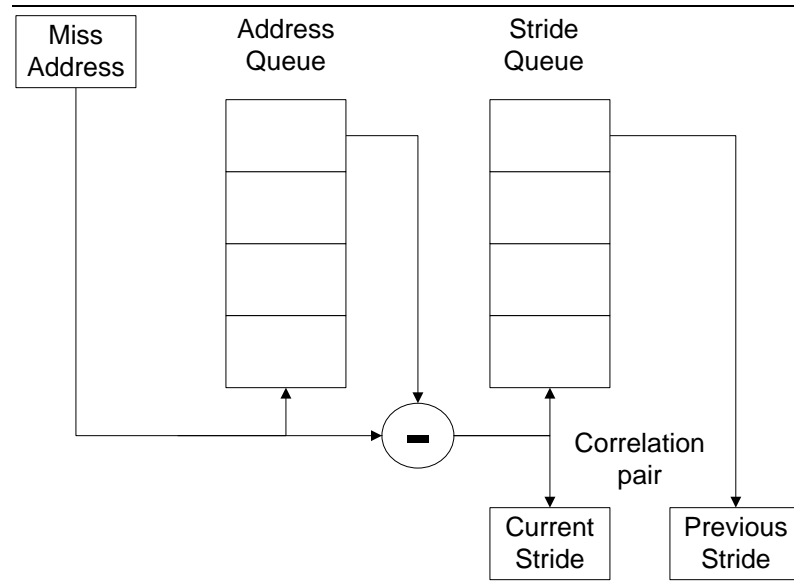 Miss
Address
Address
Queue
Stride
Queue
-
Correlation
pair
Current
Stride
Previous
Stride